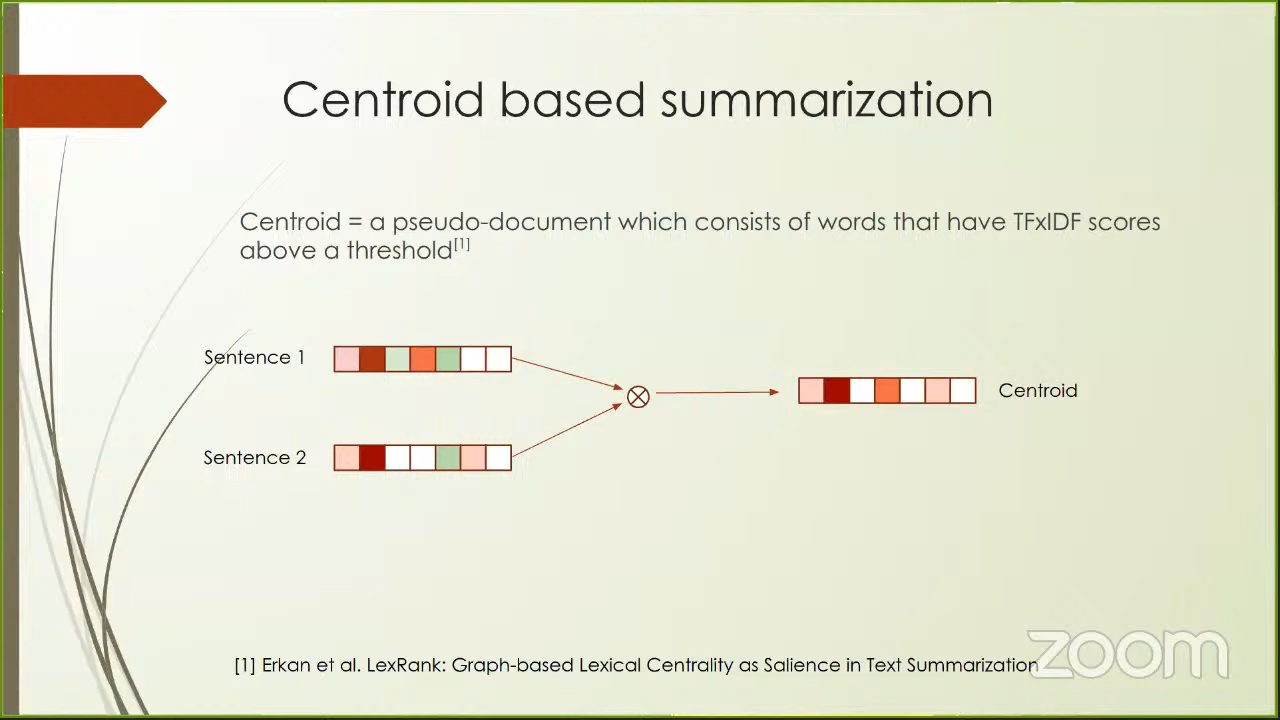 Centroid based summarization
Centroid = a pseudo-document which consists of words that have TFxIDF scores
above a threshold[1]
Sentence 1
Centroid
Sentence 2
[1] Erkan et al. LexRank: Graph-based Lexical Centrality as Salience in Text Summarization
zoom